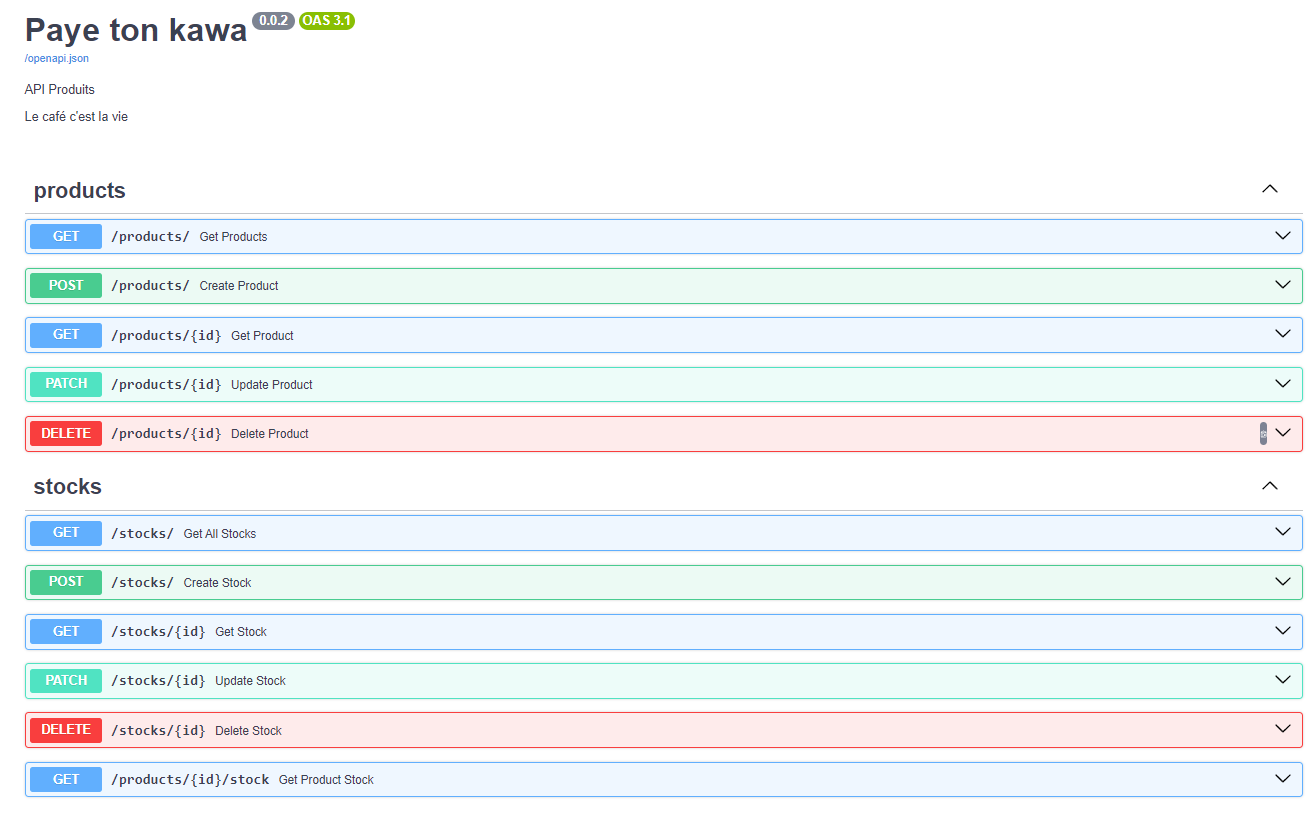 Paye ton kawa 0.0.2 OAS 3.1
/openapi.json
API Produits
Le café c'est la vie
products
GET /products/ Get Products
POST /products/ Create Product
GET /products/{id} Get Product
PATCH /products/{id} Update Product
DELETE /products/{id} Delete Product
stocks
GET /stocks/ Get All Stocks
POST /stocks/ Create Stock
GET /stocks/{id} Get Stock
PATCH /stocks/{id} Update Stock
DELETE /stocks/{id} Delete Stock
GET /products/{id}/stock Get Product Stock